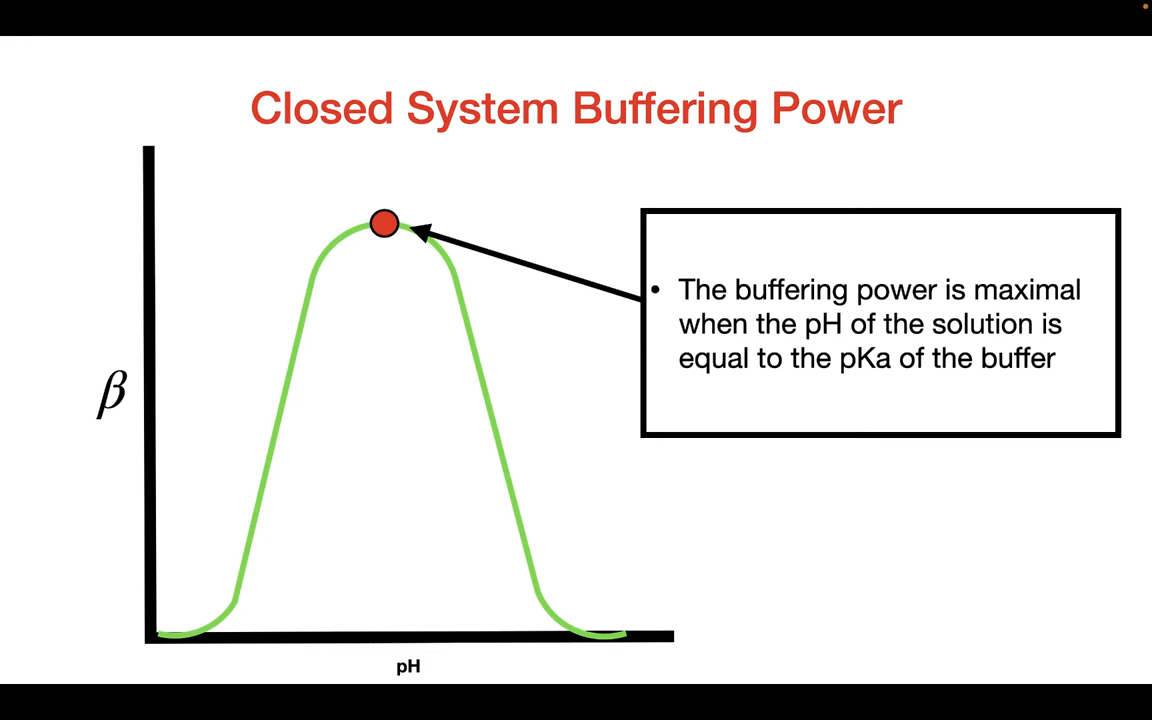 Closed System Buffering Power
• The buffering power is maximal
when the pH of the solution is
equal to the pKa of the buffer
β
pH